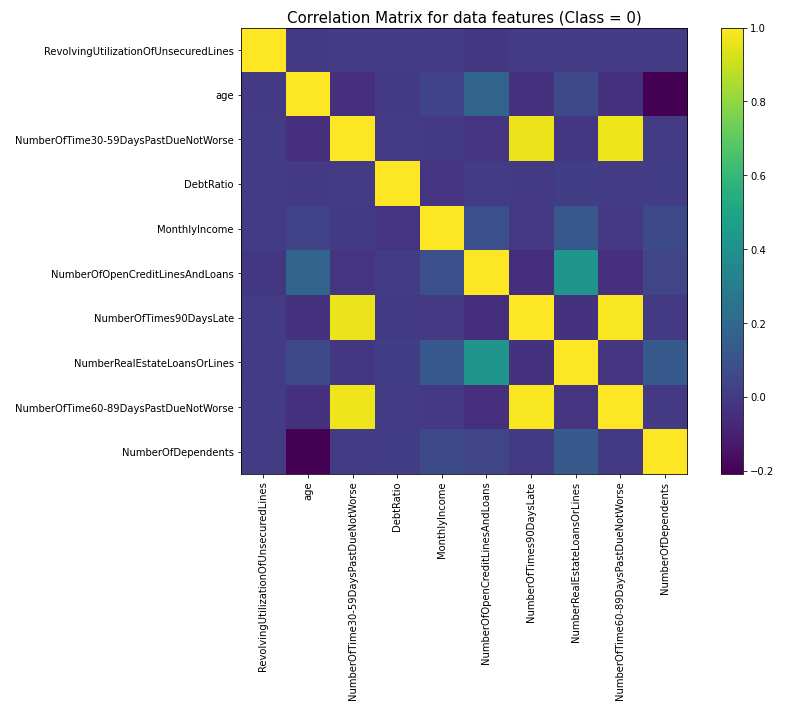 Correlation Matrix for data features (Class = 0)
RevolvingUtilizationOfUnsecuredLines
age
NumberOfTime30-59DaysPastDueNotWorse
DebtRatio
MonthlyIncome
NumberOfOpenCreditLinesAndLoans
NumberOfTimes90DaysLate
NumberRealEstateLoansOrLines
NumberOfTime60-89DaysPastDueNotWorse
NumberOfDependents
RevolvingUtilizationOfUnsecuredLines
age
NumberOfTime30-59DaysPastDueNotWorse
DebtRatio
MonthlyIncome
NumberOfOpenCreditLinesAndLoans
NumberOfTimes90DaysLate
NumberRealEstateLoansOrLines
NumberOfTime60-89DaysPastDueNotWorse
NumberOfDependents
1.0
0.8
0.6
0.4
0.2
0.0
−0.2